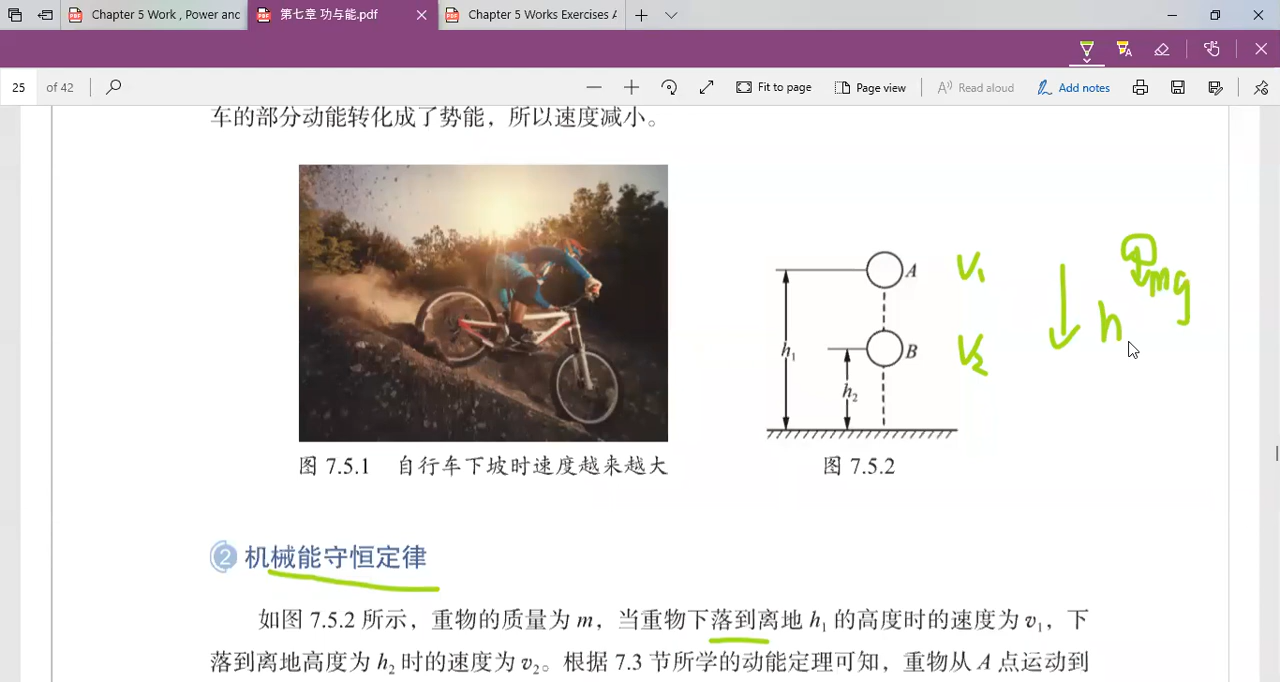 Chapter 5 Work , Power anc
第七章 功与能.pdf
Chapter 5 Works Exercises A
25 of 42
Fit to page
Page view
Read aloud
Add notes
车的部分动能转化成了势能，所以速度减小。
A
B
h₁
h₂
v₁
v₂
h
mg
图 7.5.1 自行车下坡时速度越来越大
图 7.5.2
2 机械能守恒定律
如图 7.5.2 所示，重物的质量为 m，当重物下落到离地 h₁ 的高度时的速度为 v₁，下
落到离地高度为 h₂ 时的速度为 v₂。根据 7.3 节所学的动能定理可知，重物从 A 点运动到